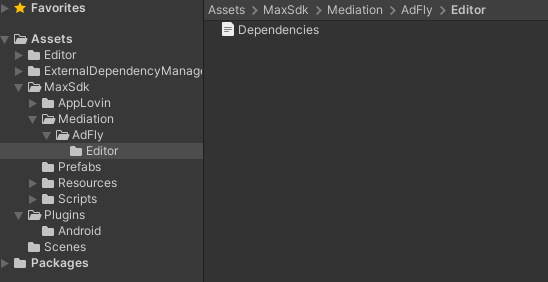 Favorites
Assets
Editor
ExternalDependencyManage
MaxSdk
AppLovin
Mediation
AdFly
Editor
Prefabs
Resources
Scripts
Plugins
Android
Scenes
Packages
Assets > MaxSdk > Mediation > AdFly > Editor
Dependencies